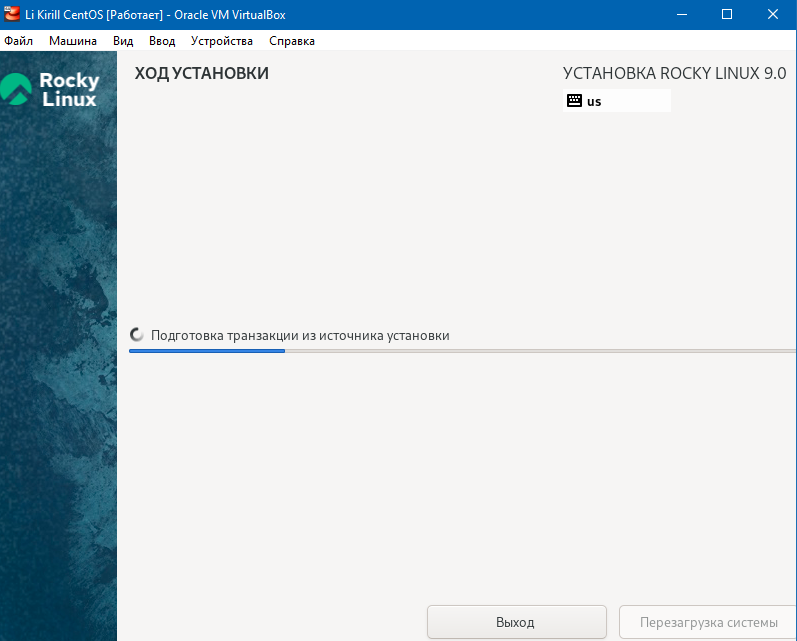 Li Kirill CentOS [Работает] - Oracle VM VirtualBox
Файл Машина Вид Ввод Устройства Справка
Rocky
Linux
ХОД УСТАНОВКИ
УСТАНОВКА ROCKY LINUX 9.0
us
Подготовка транзакции из источника установки
Выход
Перезагрузка системы